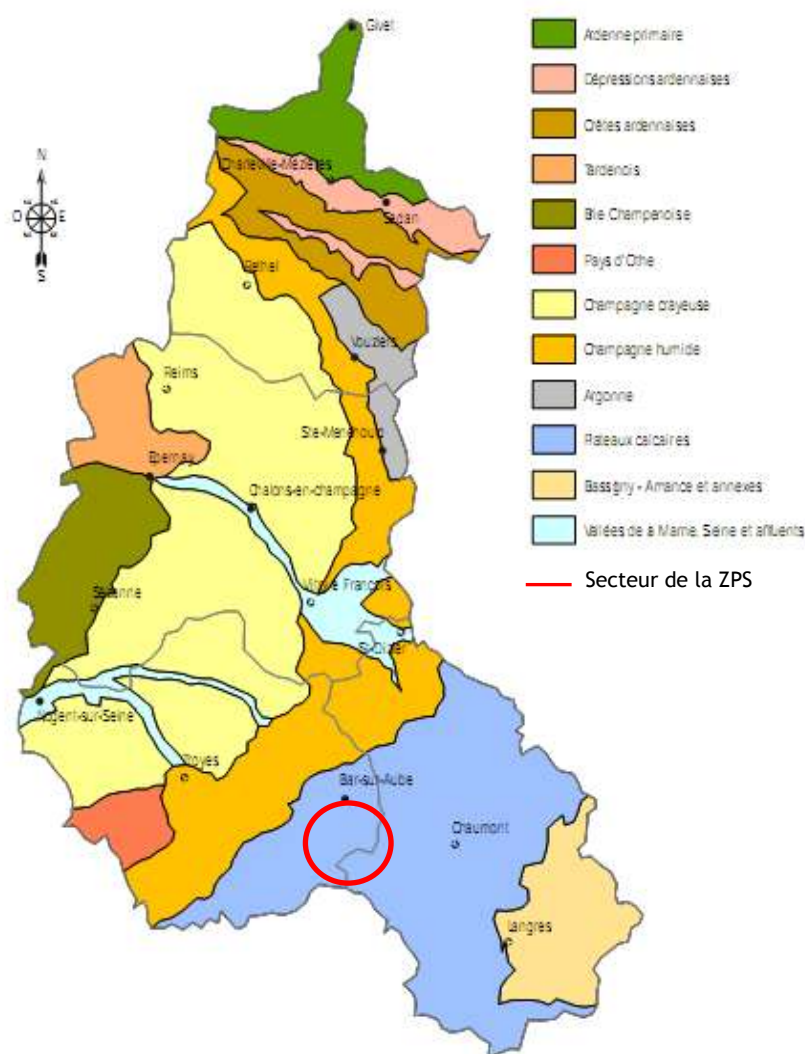 Givet
Charleville-Mézières
Sedan
Rethel
Vouziers
Reims
Ste-Menehould
Epernay
Chalons-en-champagne
Vitry-le François
Sézanne
St-Dizier
Nogent-sur-Seine
Troyes
Bar-sur-Aube
Chaumont
Langres
N
O E
S
Ardenne primaire
Dépressions ardennaises
Crêtes ardennaises
Tardenois
Brie Champenoise
Pays d'Othe
Champagne crayeuse
Champagne humide
Argonne
Plateaux calcaires
Bassigny - Amance et annexes
Vallées de la Marne, Seine et affluents
Secteur de la ZPS